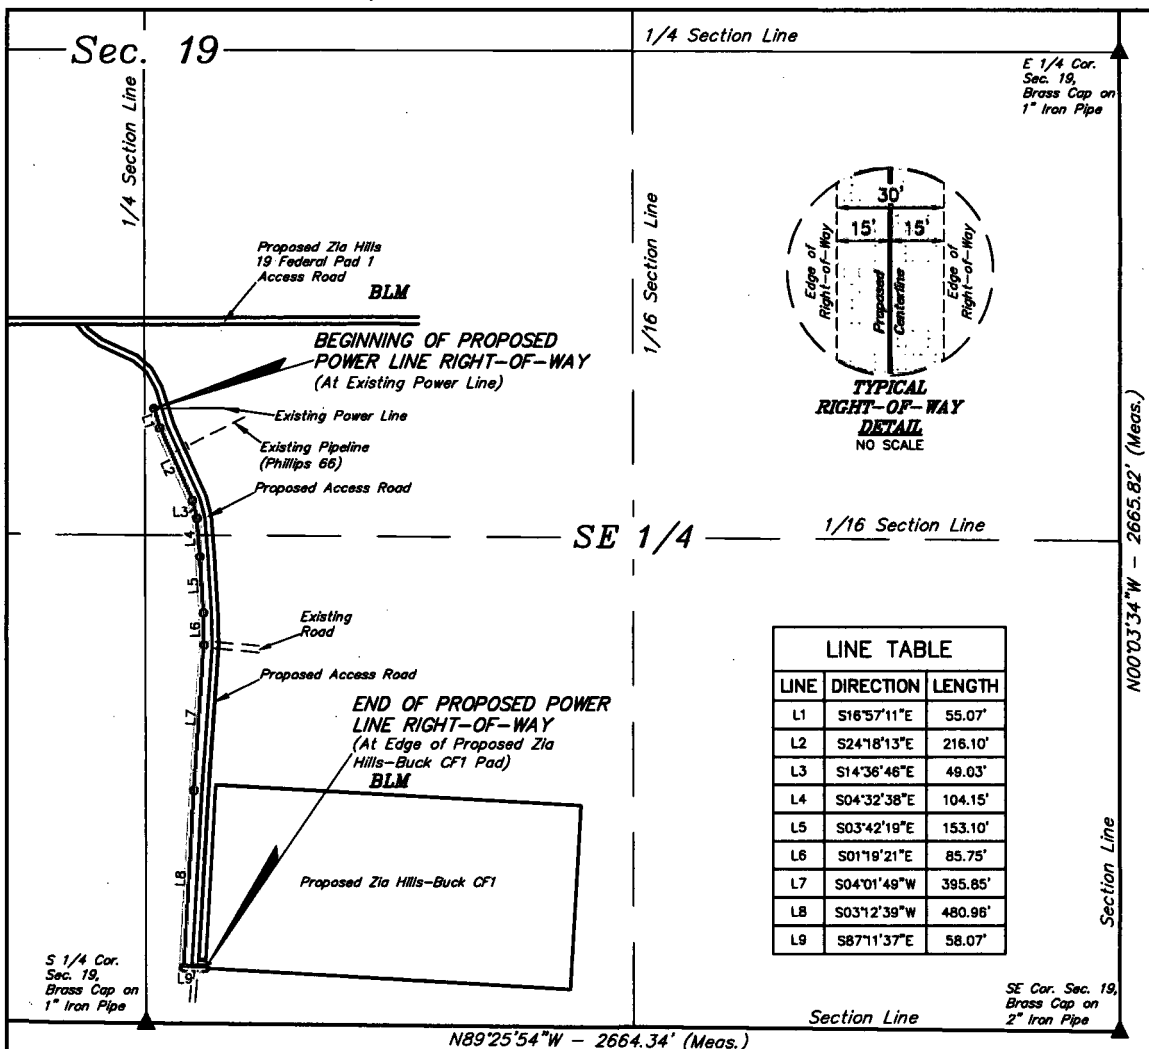 Sec. 19
1/4 Section Line
E 1/4 Cor.
Sec. 19,
Brass Cap on
1" Iron Pipe
1/4 Section Line
1/16 Section Line
30'
15' 15'
Edge of
Right-of-Way
Proposed
Centerline
Edge of
Right-of-Way
TYPICAL
RIGHT-OF-WAY
DETAIL
NO SCALE
Proposed Zia Hills
19 Federal Pad 1
Access Road
BLM
BEGINNING OF PROPOSED
POWER LINE RIGHT-OF-WAY
(At Existing Power Line)
Existing Power Line
Existing Pipeline
(Phillips 66)
Proposed Access Road
L1
L2
L3
L4
L5
L6
L7
L8
L9
SE 1/4
1/16 Section Line
N00°03'34"W - 2665.82' (Meas.)
Existing
Road
Proposed Access Road
END OF PROPOSED POWER
LINE RIGHT-OF-WAY
(At Edge of Proposed Zia
Hills-Buck CF1 Pad)
BLM
Proposed Zia Hills-Buck CF1
LINE TABLE
LINE DIRECTION LENGTH
L1 S16°57'11"E 55.07'
L2 S24°18'13"E 216.10'
L3 S14°36'46"E 49.03'
L4 S04°32'38"E 104.15'
L5 S03°42'19"E 153.10'
L6 S01°19'21"E 85.75'
L7 S04°01'49"W 395.85'
L8 S03°12'39"W 480.96'
L9 S87°11'37"E 58.07'
Section Line
S 1/4 Cor.
Sec. 19,
Brass Cap on
1" Iron Pipe
SE Cor. Sec. 19,
Brass Cap on
2" Iron Pipe
Section Line
N89°25'54"W - 2664.34' (Meas.)